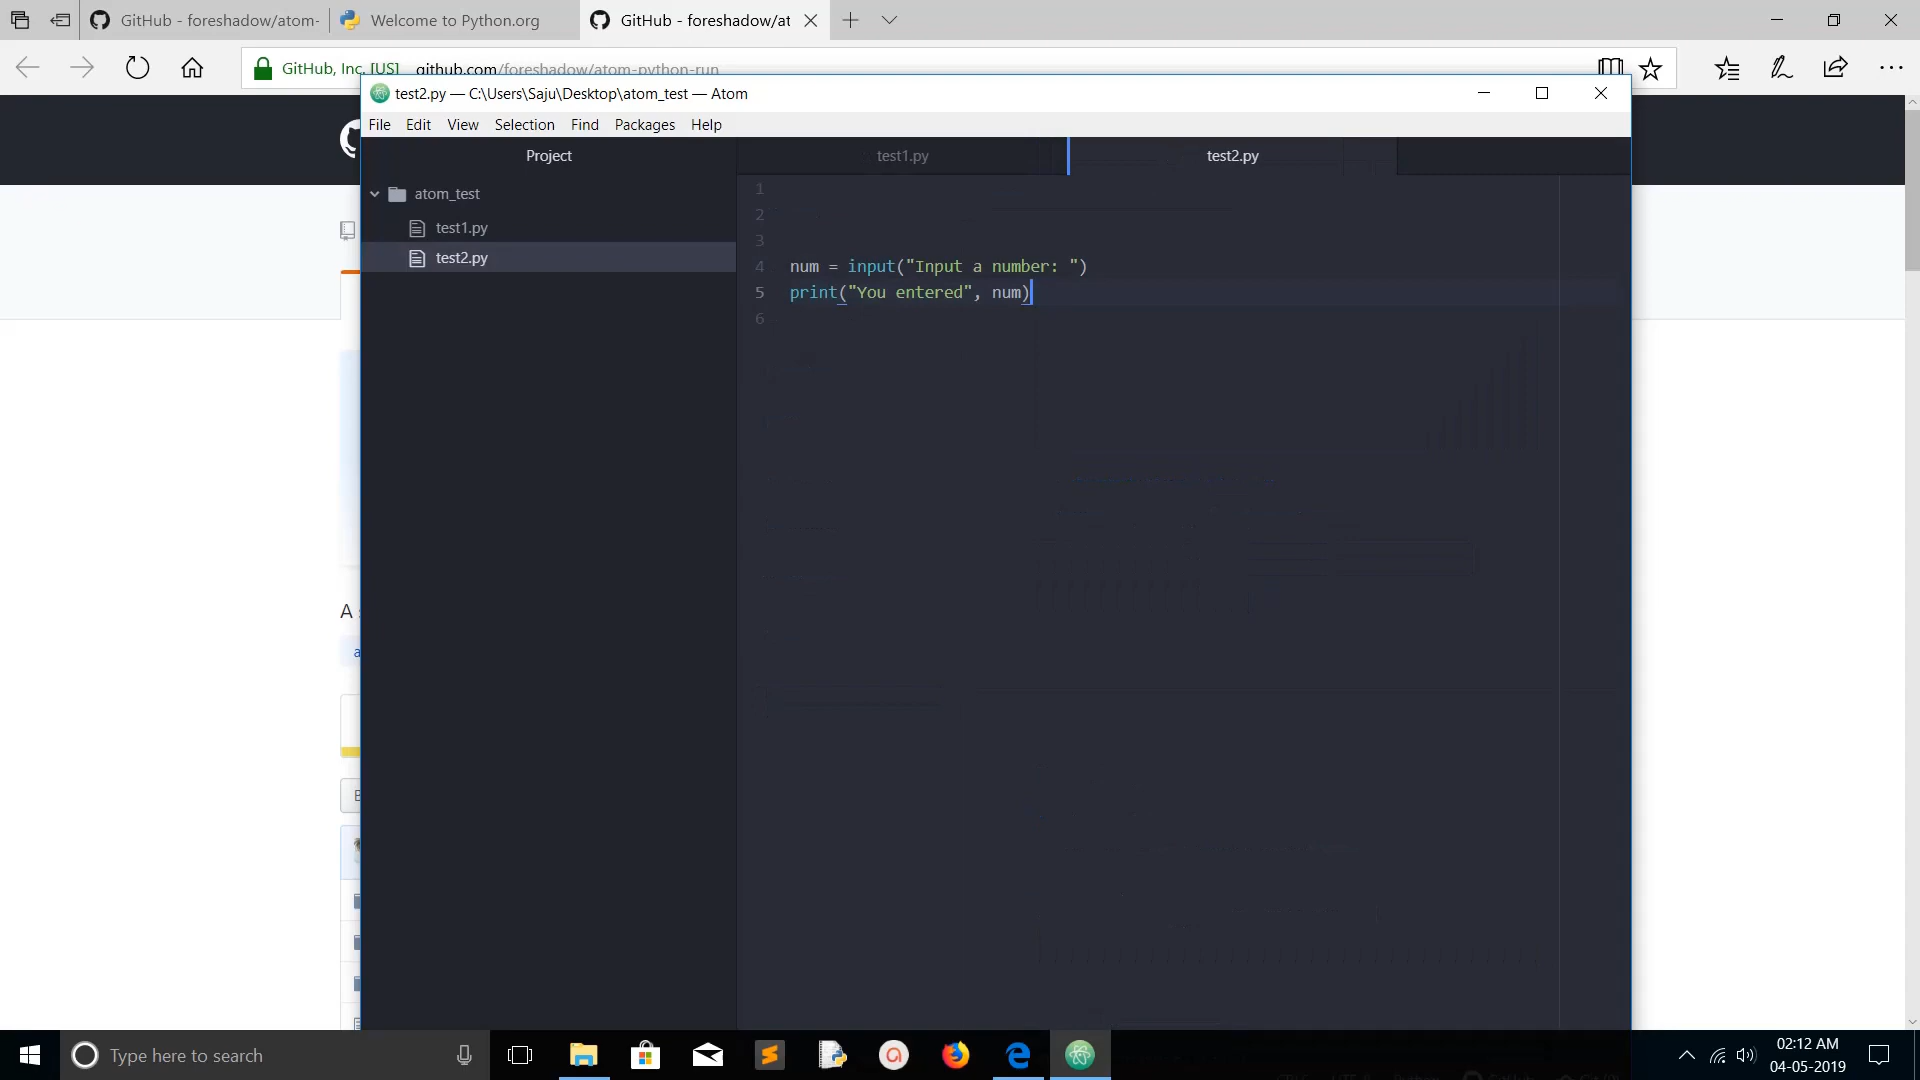 GitHub - foreshadow/atom-
Welcome to Python.org
GitHub - foreshadow/at
GitHub, Inc. [US]
github.com/foreshadow/atom-python-run
test2.py — C:\Users\Saju\Desktop\atom_test — Atom
File Edit View Selection Find Packages Help
Project
test1.py
test2.py
atom_test
test1.py
test2.py
1
2
3
4 num = input("Input a number: ")
5 print("You entered", num)
6
A
Type here to search
02:12 AM
04-05-2019